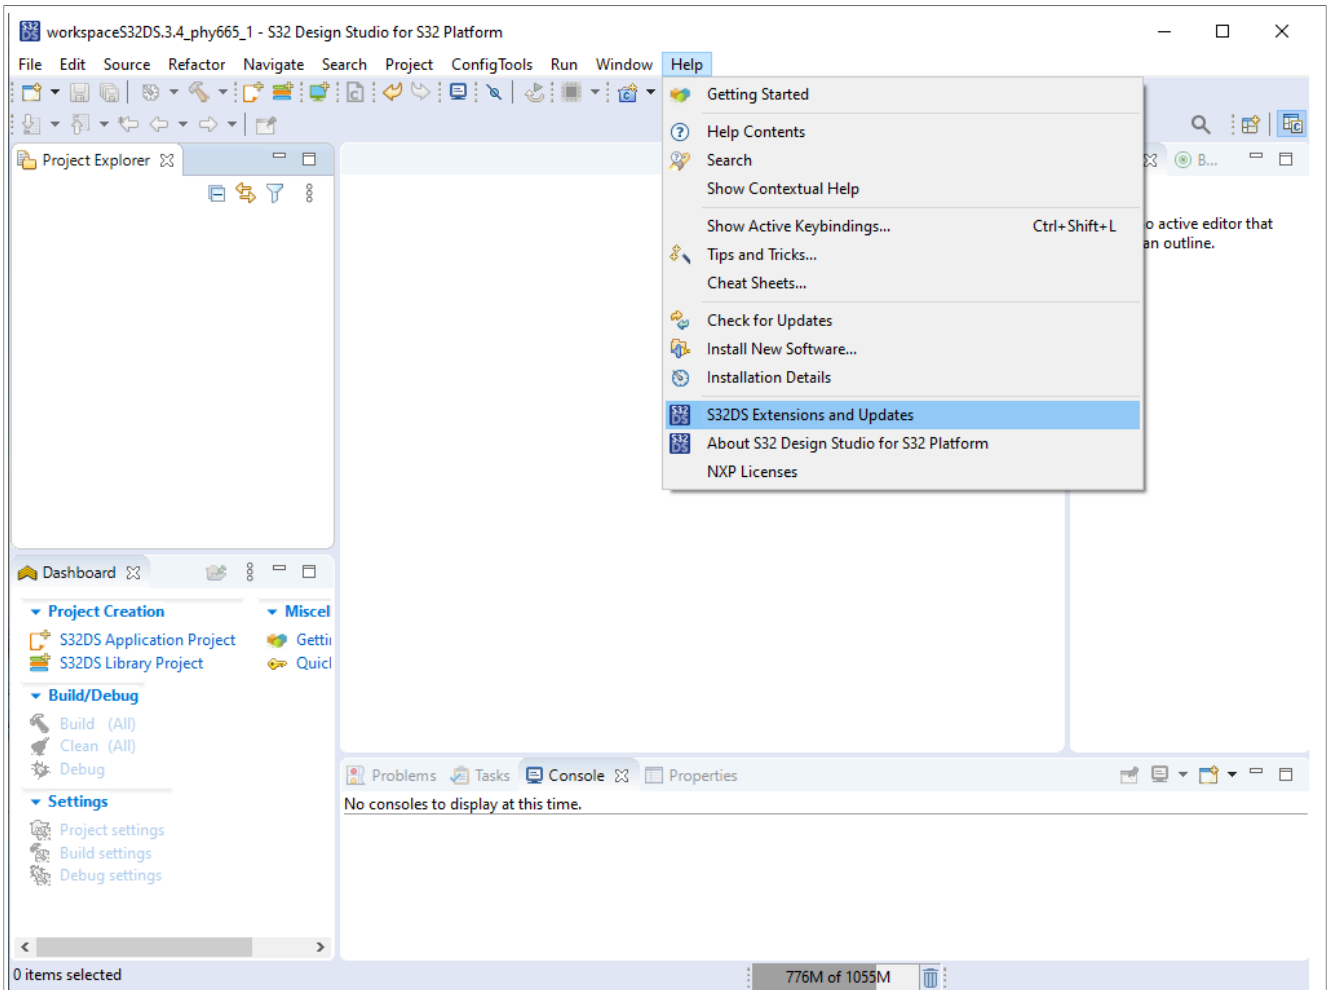 workspaceS32DS.3.4_phy665_1 - S32 Design Studio for S32 Platform
File Edit Source Refactor Navigate Search Project ConfigTools Run Window Help
Getting Started
Help Contents
Search
Show Contextual Help
Show Active Keybindings... Ctrl+Shift+L
Tips and Tricks...
Cheat Sheets...
Check for Updates
Install New Software...
Installation Details
S32DS Extensions and Updates
About S32 Design Studio for S32 Platform
NXP Licenses
Project Explorer
B...
o active editor that
an outline.
Dashboard
Project Creation
S32DS Application Project
S32DS Library Project
Build/Debug
Build (All)
Clean (All)
Debug
Settings
Project settings
Build settings
Debug settings
Miscel
Getti
Quic
Problems Tasks Console Properties
No consoles to display at this time.
0 items selected
776M of 1055M